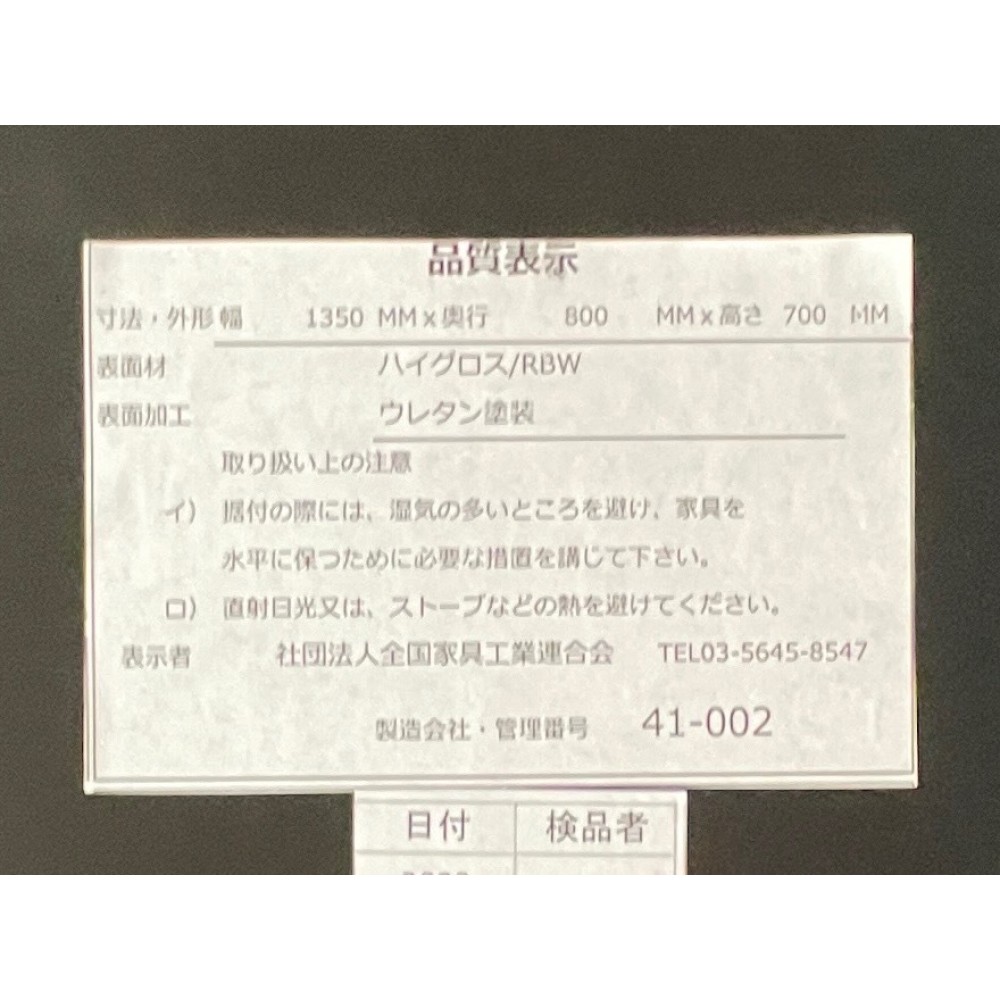 品質表示
寸法・外形幅 1350 MMx奥行 800 MMx高さ 700 MM
表面材 ハイグロス/RBW
表面加工 ウレタン塗装
取り扱い上の注意
イ) 据付の際には、湿気の多いところを避け、家具を
水平に保つために必要な措置を講じて下さい。
ロ) 直射日光又は、ストーブなどの熱を避けてください。
表示者 社団法人全国家具工業連合会 TEL03-5645-8547
製造会社・管理番号 41-002
日付 検品者